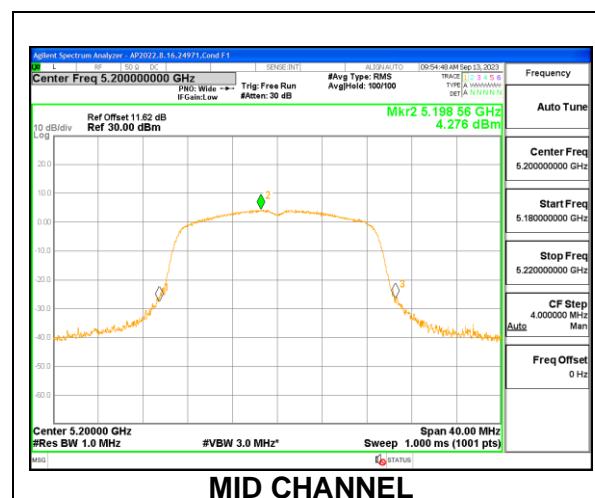 Agilent Spectrum Analyzer - AP2022.8.16,24971,Cond F1
L RF 50 Ω DC SENSE:INT ALIGN AUTO 09:54:48 AM Sep 13, 2023
Center Freq 5.200000000 GHz #Avg Type: RMS TRACE 1 2 3 4 5 6 Frequency
PNO: Wide Trig: Free Run Avg|Hold: 100/100 TYPE A
IFGain:Low #Atten: 30 dB DET A N N N N N
Auto Tune
Mkr2 5.198 56 GHz
Ref Offset 11.62 dB
10 dB/div Ref 30.00 dBm 4.276 dBm
Log
Center Freq
5.200000000 GHz
20.0
10.0
2
Start Freq
5.180000000 GHz
0.00
-10.0
Stop Freq
5.220000000 GHz
-20.0
3
-30.0
CF Step
4.000000 MHz
Auto Man
-40.0
-50.0
Freq Offset
0 Hz
-60.0
Center 5.20000 GHz Span 40.00 MHz
#Res BW 1.0 MHz #VBW 3.0 MHz* Sweep 1.000 ms (1001 pts)
MSG STATUS
MID CHANNEL